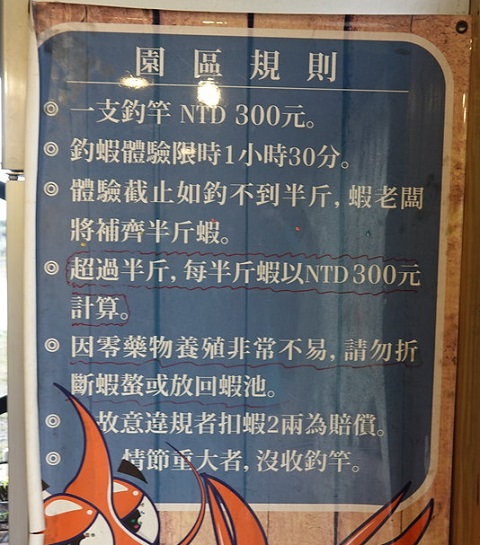 園區規則
◎ 一支釣竿 NTD 300元。
◎ 釣蝦體驗限時1小時30分。
◎ 體驗截止如釣不到半斤, 蝦老闆
將補齊半斤蝦。
◎ 超過半斤, 每半斤蝦以NTD 300元
計算。
◎ 因零藥物養殖非常不易, 請勿折
斷蝦螯或放回蝦池。
◎ 故意違規者扣蝦2兩為賠償。
◎ 情節重大者, 沒收釣竿。